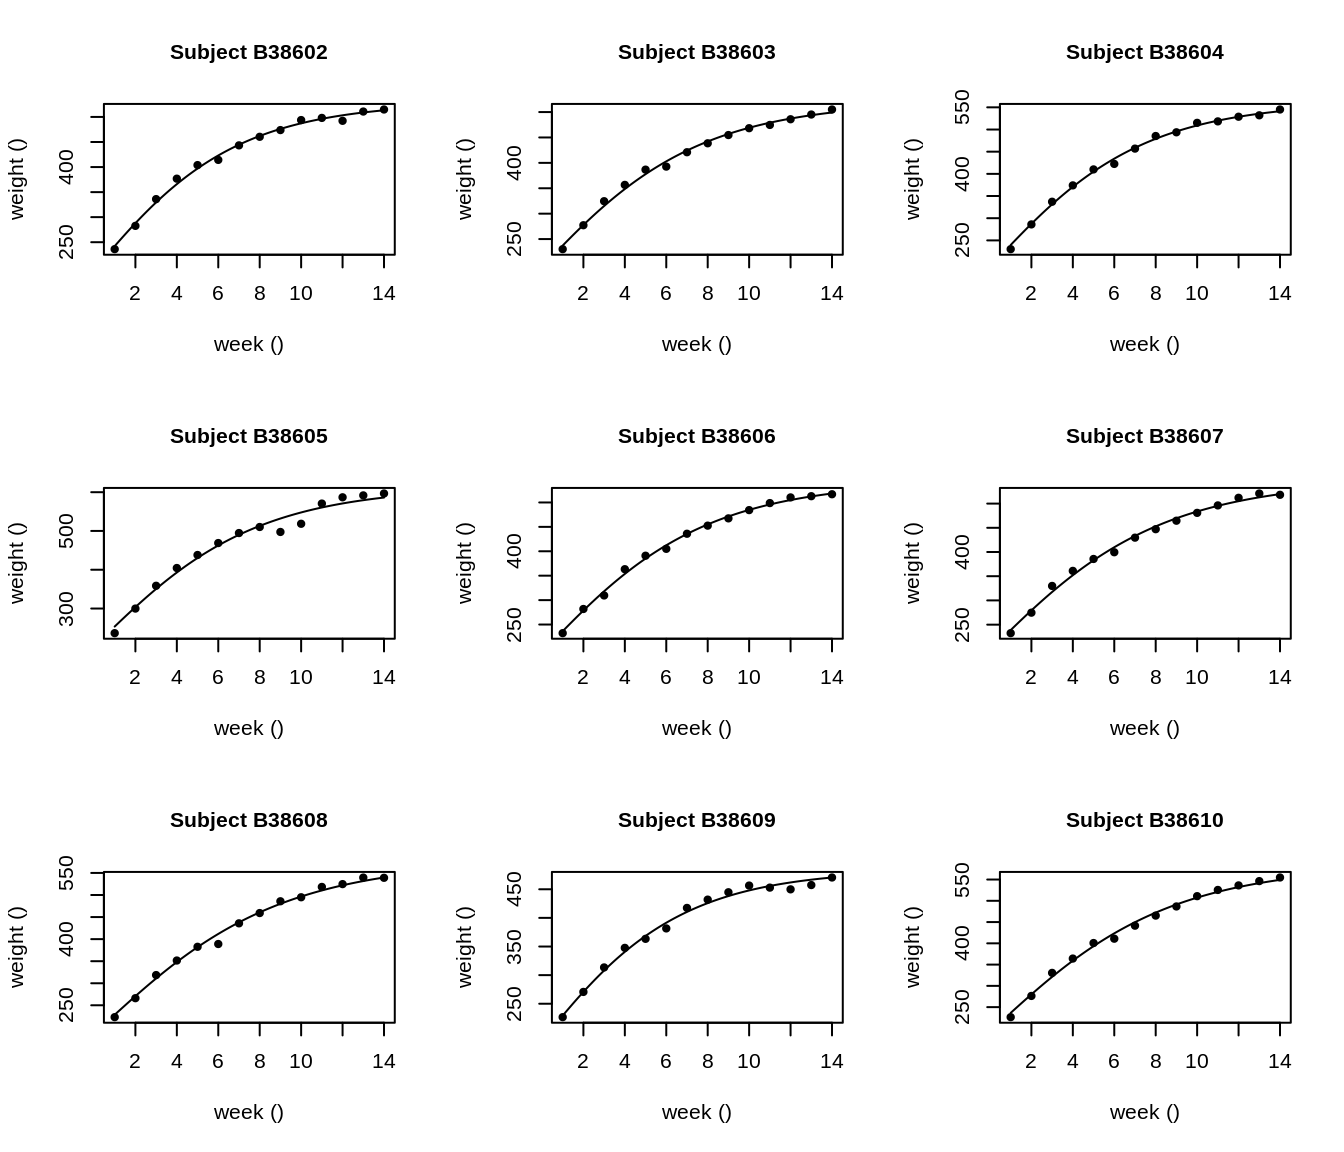 Subject B38602
weight ()
250 400
2 4 6 8 10 14
week ()
Subject B38603
weight ()
250 400
2 4 6 8 10 14
week ()
Subject B38604
weight ()
250 400 550
2 4 6 8 10 14
week ()
Subject B38605
weight ()
300 500
2 4 6 8 10 14
week ()
Subject B38606
weight ()
250 400
2 4 6 8 10 14
week ()
Subject B38607
weight ()
250 400
2 4 6 8 10 14
week ()
Subject B38608
weight ()
250 400 550
2 4 6 8 10 14
week ()
Subject B38609
weight ()
250 350 450
2 4 6 8 10 14
week ()
Subject B38610
weight ()
250 400 550
2 4 6 8 10 14
week ()